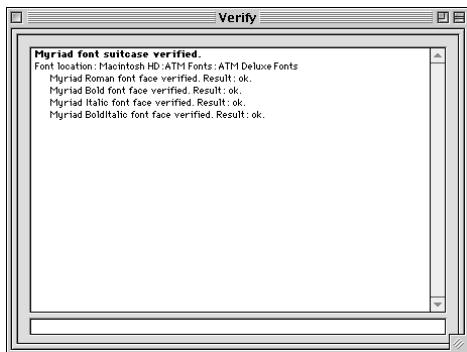 Verify
Myriad font suitcase verified.
Font location: Macintosh HD:ATM Fonts:ATM Deluxe Fonts
Myriad Roman font face verified. Result: ok.
Myriad Bold font face verified. Result: ok.
Myriad Italic font face verified. Result: ok.
Myriad BoldItalic font face verified. Result: ok.